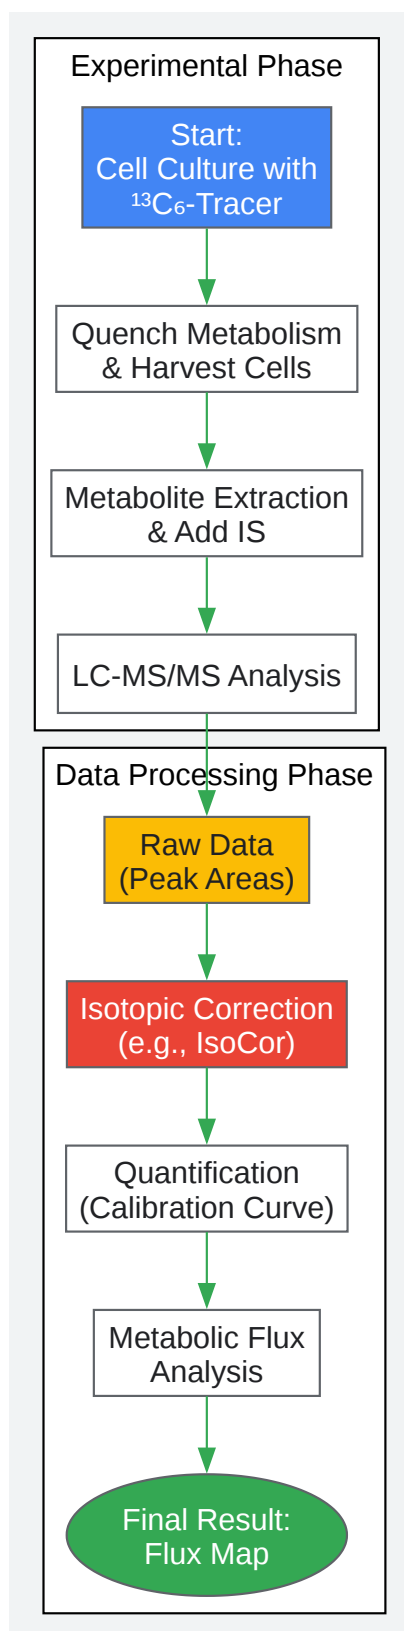 Experimental Phase
Start:
Cell Culture with
¹³C₆-Tracer
Quench Metabolism
& Harvest Cells
Metabolite Extraction
& Add IS
LC-MS/MS Analysis
Data Processing Phase
Raw Data
(Peak Areas)
Isotopic Correction
(e.g., IsoCor)
Quantification
(Calibration Curve)
Metabolic Flux
Analysis
Final Result:
Flux Map